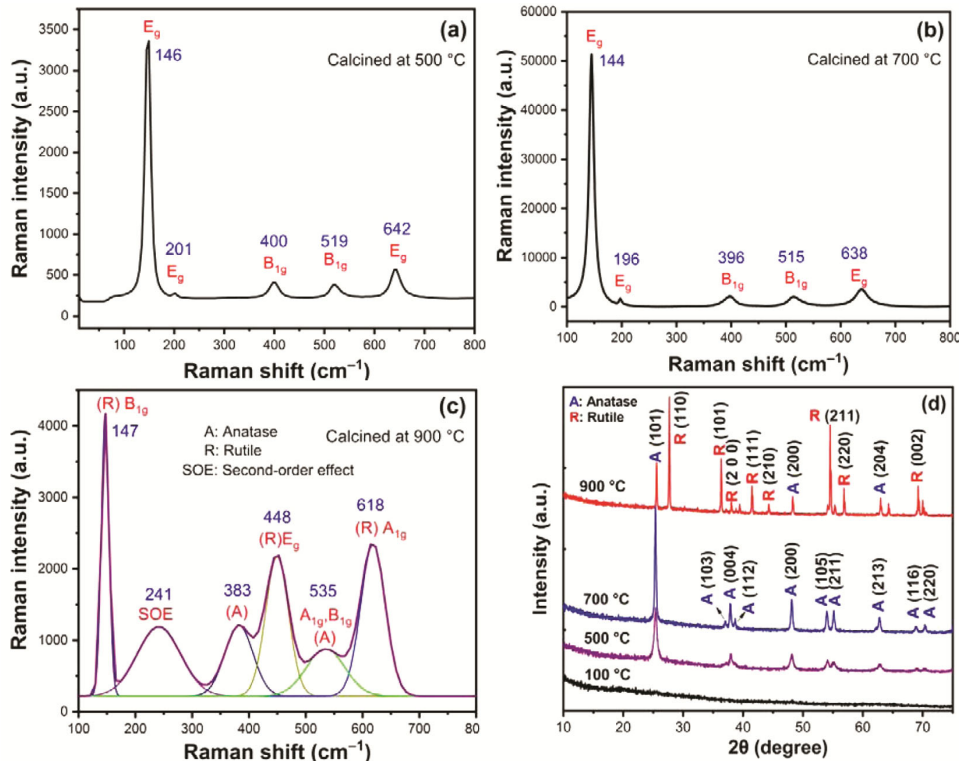 (a)
E_g
146
Calcined at 500 °C
201
E_g
400
B_1g
519
B_1g
642
E_g
Raman intensity (a.u.)
3500
3000
2500
2000
1500
1000
500
0
100 200 300 400 500 600 700 800
Raman shift (cm⁻¹)
(b)
E_g
144
Calcined at 700 °C
196
E_g
396
B_1g
515
B_1g
638
E_g
Raman intensity (a.u.)
60000
50000
40000
30000
20000
10000
0
100 200 300 400 500 600 700 800
Raman shift (cm⁻¹)
(c)
(R) B_1g
147
A: Anatase
R: Rutile
SOE: Second-order effect
Calcined at 900 °C
241
SOE
383
(A)
448
(R)E_g
535
A_1g,B_1g
(A)
618
(R) A_1g
Raman intensity (a.u.)
4000
3000
2000
1000
0
100 200 300 400 500 600 700 800
Raman shift (cm⁻¹)
(d)
A: Anatase
R: Rutile
A (101)
R (110)
R (101)
R (2 0 0)
R (111)
R (210)
A (200)
R (211)
R (220)
A (204)
R (002)
900 °C
A (103)
A (004)
A (112)
A (200)
A (105)
A (211)
A (213)
A (116)
A (220)
700 °C
500 °C
100 °C
Intensity (a.u.)
10 20 30 40 50 60 70
2θ (degree)